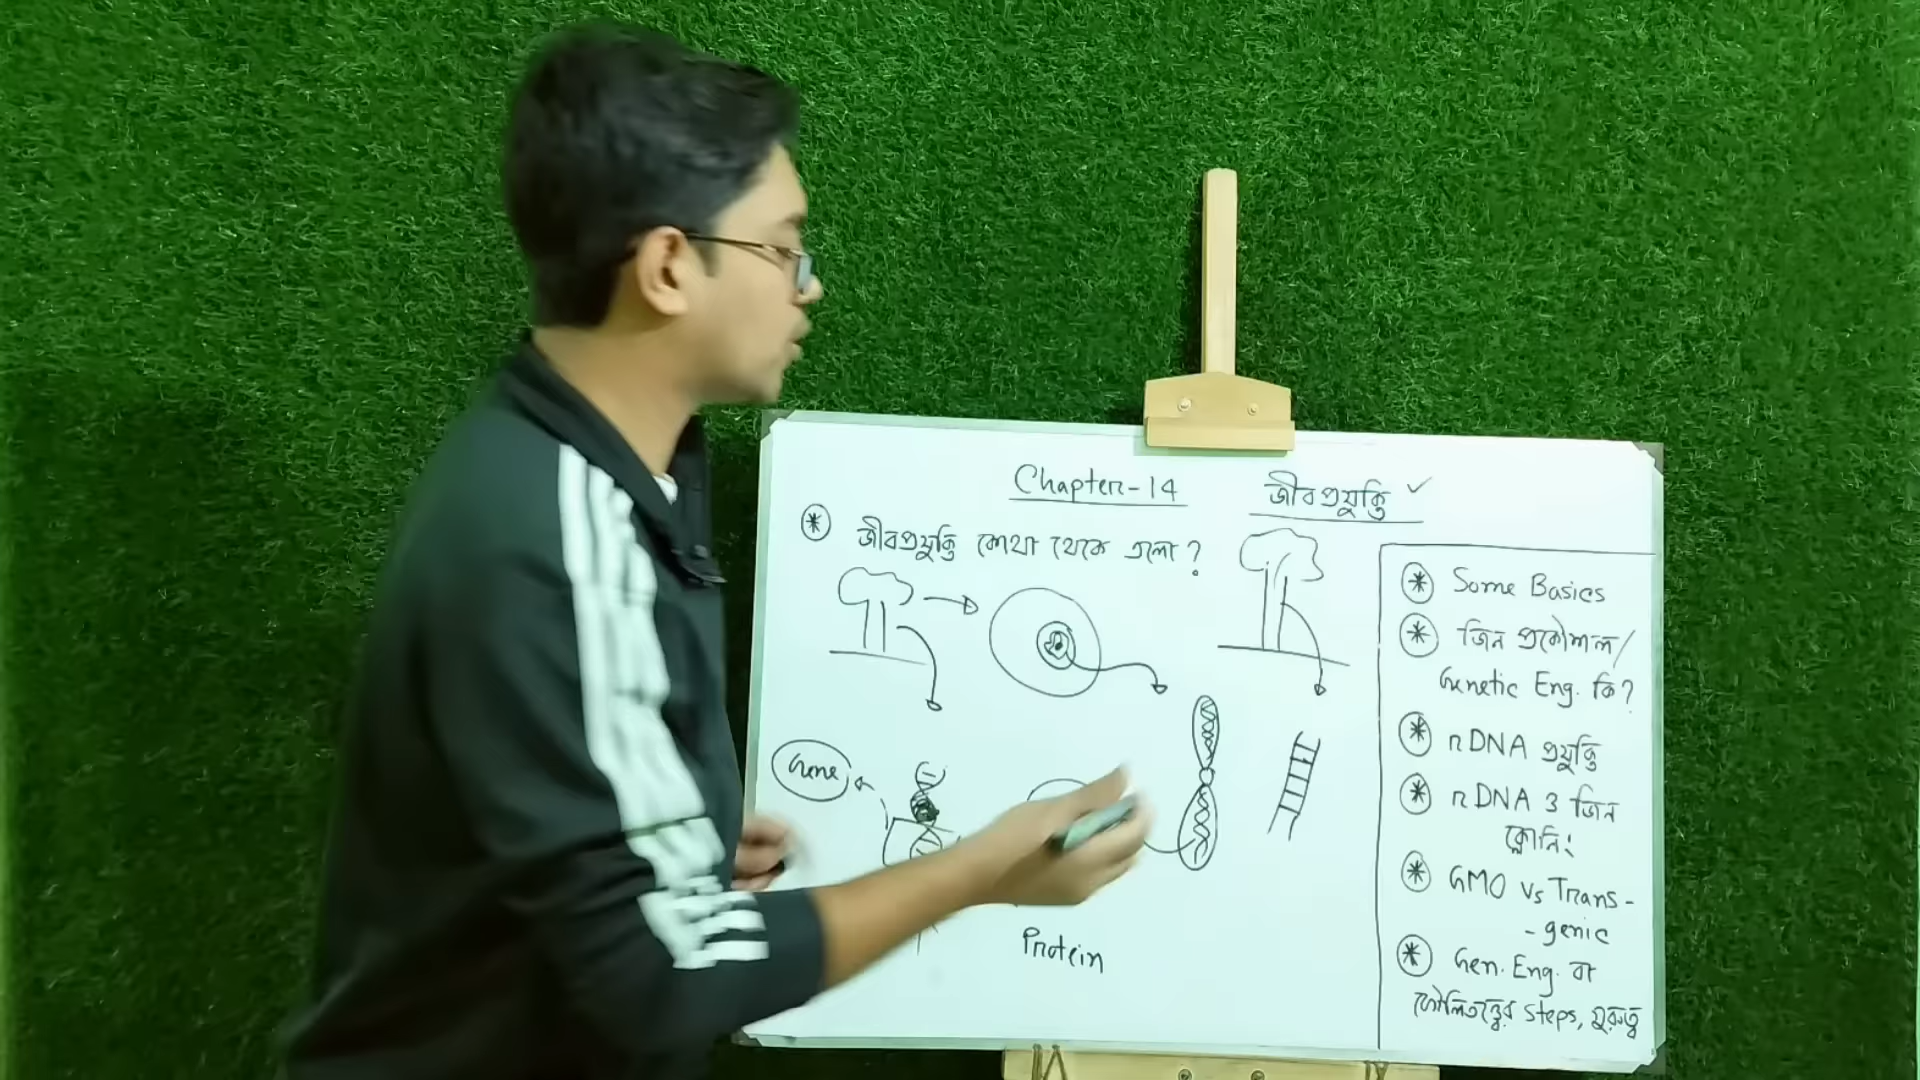 Chapter-14
জীবপ্রযুক্তি
জীবপ্রযুক্তি কোথা থেকে এলো?
Gene
Protein
Some Basics
জিন প্রকৌশল/
Genetic Eng. কি?
rDNA প্রযুক্তি
rDNA ও জিন
ক্লোনিং
GMO vs Trans-
-genic
Gen. Eng. বা
কৌলিতত্ত্বের steps, গুরুত্ব